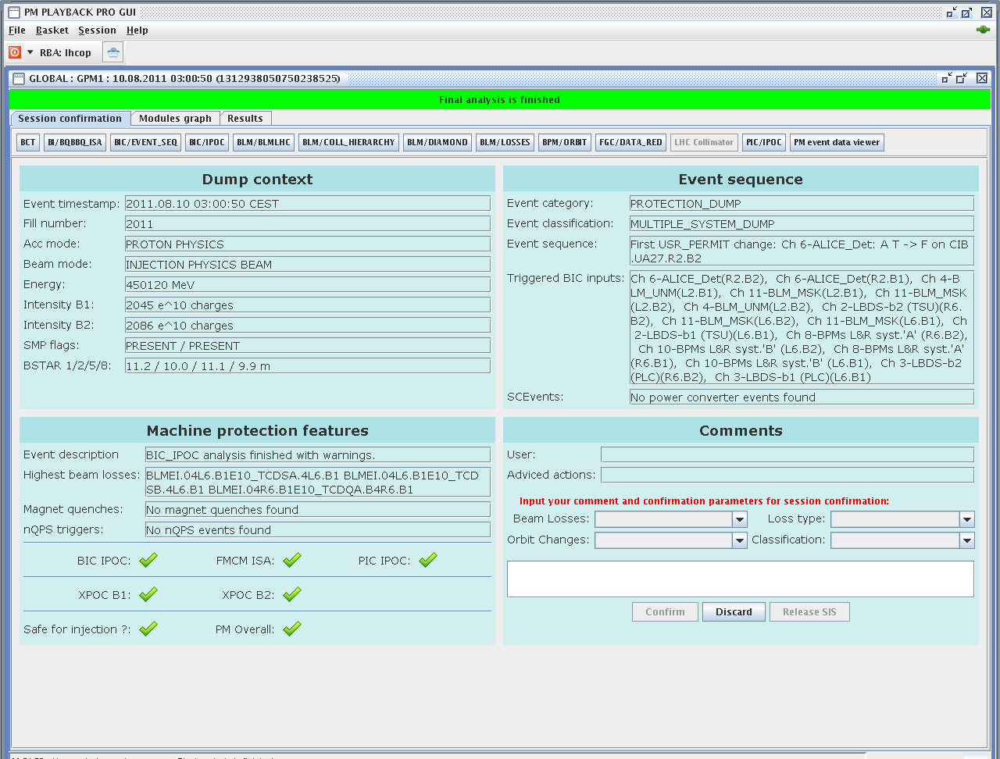 PM PLAYBACK PRO GUI
File Basket Session Help
RBA: lhcop
GLOBAL : GPM1 : 10.08.2011 03:00:50 (1312938050750238525)
Final analysis is finished
Session confirmation Modules graph Results
BCT BI/BQBBQ_ISA BIC/EVENT_SEQ BIC/IPOC BLM/BLMLHC BLM/COLL_HIERARCHY BLM/DIAMOND BLM/LOSSES BPM/ORBIT FGC/DATA_RED LHC Collimator PIC/IPOC PM event data viewer
Dump context
Event timestamp: 2011.08.10 03:00:50 CEST
Fill number: 2011
Acc mode: PROTON PHYSICS
Beam mode: INJECTION PHYSICS BEAM
Energy: 450120 MeV
Intensity B1: 2045 e^10 charges
Intensity B2: 2086 e^10 charges
SMP flags: PRESENT / PRESENT
BSTAR 1/2/5/8: 11.2 / 10.0 / 11.1 / 9.9 m
Event sequence
Event category: PROTECTION_DUMP
Event classification: MULTIPLE_SYSTEM_DUMP
Event sequence: First USR_PERMIT change: Ch 6-ALICE_Det: A T -> F on CIB
.UA27.R2.B2
Triggered BIC inputs: Ch 6-ALICE_Det(R2.B2), Ch 6-ALICE_Det(R2.B1), Ch 4-B
LM_UNM(L2.B1), Ch 11-BLM_MSK(L2.B1), Ch 11-BLM_MSK
(L2.B2), Ch 4-BLM_UNM(L2.B2), Ch 2-LBDS-b2 (TSU)(R6.
B2), Ch 11-BLM_MSK(L6.B2), Ch 11-BLM_MSK(L6.B1), Ch
2-LBDS-b1 (TSU)(L6.B1), Ch 8-BPMs L&R syst.'A' (R6.B2),
Ch 10-BPMs L&R syst.'B' (L6.B2), Ch 8-BPMs L&R syst.'A'
(R6.B1), Ch 10-BPMs L&R syst.'B' (L6.B1), Ch 3-LBDS-b2
(PLC)(R6.B2), Ch 3-LBDS-b1 (PLC)(L6.B1)
SCEvents: No power converter events found
Machine protection features
Event description BIC_IPOC analysis finished with warnings.
Highest beam losses: BLMEI.04L6.B1E10_TCDSA.4L6.B1 BLMEI.04L6.B1E10_TCD
SB.4L6.B1 BLMEI.04R6.B1E10_TCDQA.B4R6.B1
Magnet quenches: No magnet quenches found
nQPS triggers: No nQPS events found
BIC IPOC: FMCM ISA: PIC IPOC:
XPOC B1: XPOC B2:
Safe for injection ?: PM Overall:
Comments
User:
Adviced actions:
Input your comment and confirmation parameters for session confirmation:
Beam Losses: Loss type:
Orbit Changes: Classification:
Confirm Discard Release SIS